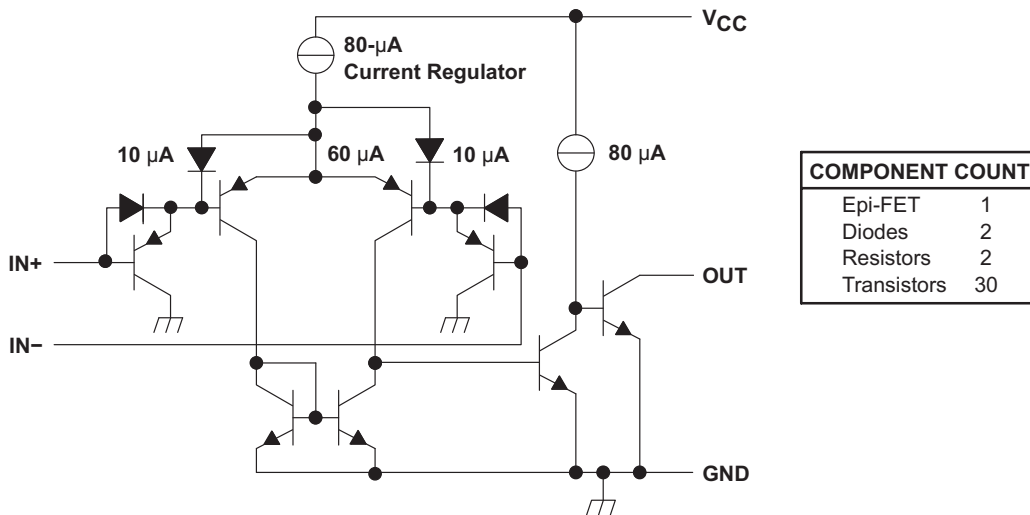 V_CC
80-µA
Current Regulator
10 µA
60 µA
10 µA
80 µA
IN+
IN−
OUT
GND
COMPONENT COUNT
Epi-FET 1
Diodes 2
Resistors 2
Transistors 30